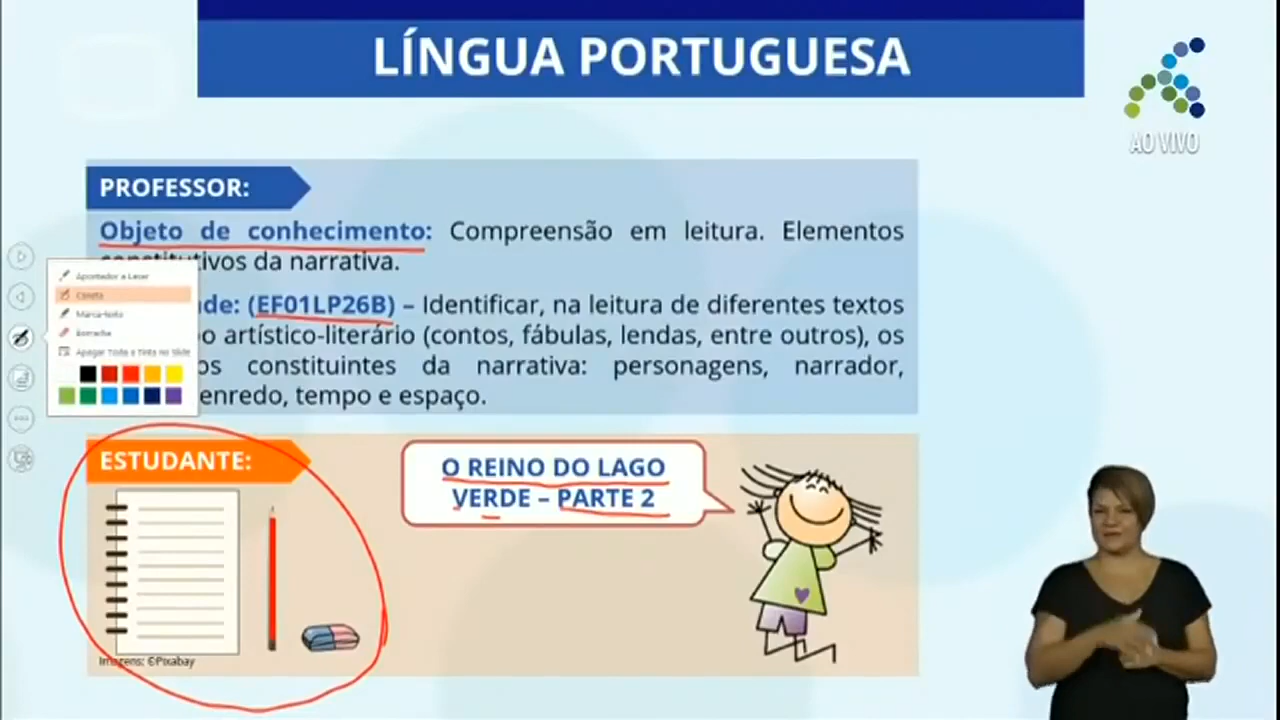 LÍNGUA PORTUGUESA
AO VIVO
PROFESSOR:
Objeto de conhecimento: Compreensão em leitura. Elementos
constitutivos da narrativa.
Apontador a Laser
Caneta
Marca-texto
Borracha
Apagar Toda a Tinta no Slide
de: (EF01LP26B) – Identificar, na leitura de diferentes textos
o artístico-literário (contos, fábulas, lendas, entre outros), os
os constituintes da narrativa: personagens, narrador,
enredo, tempo e espaço.
ESTUDANTE:
O REINO DO LAGO
VERDE – PARTE 2
Imagens: ©Pixabay